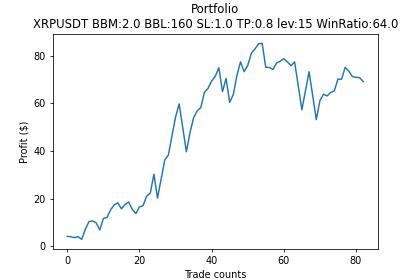 Portfolio
XRPUSDT BBM:2.0 BBL:160 SL:1.0 TP:0.8 lev:15 WinRatio:64.0
80
60
40
20
0
Profit ($)
0 20 40 60 80
Trade counts